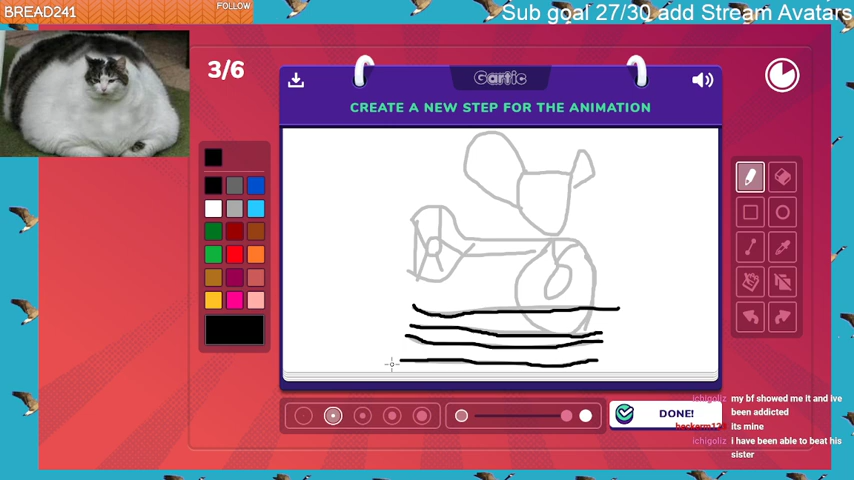 BREAD241
FOLLOW
Sub goal 27/30 add Stream Avatars
3/6
Gartic
CREATE A NEW STEP FOR THE ANIMATION
DONE!
ichigoliz my bf showed me it and ive
been addicted
its mine
ichigoliz i have been able to beat his
sister